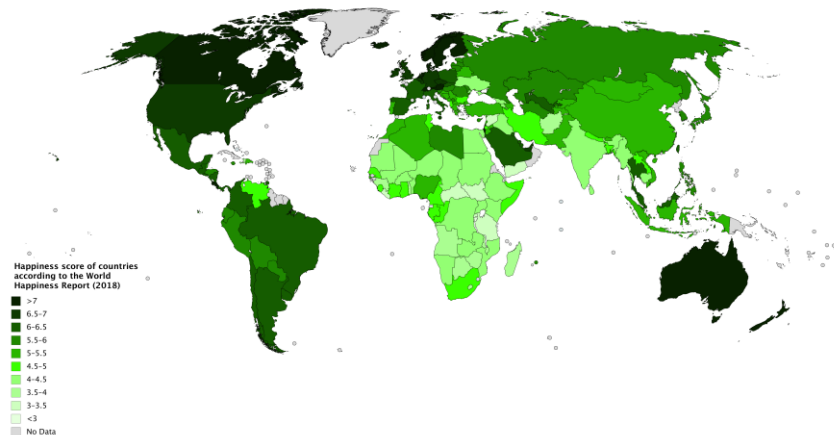 Happiness score of countries
according to the World
Happiness Report (2018)
>7
6.5-7
6-6.5
5.5-6
5-5.5
4.5-5
4-4.5
3.5-4
3-3.5
<3
No Data